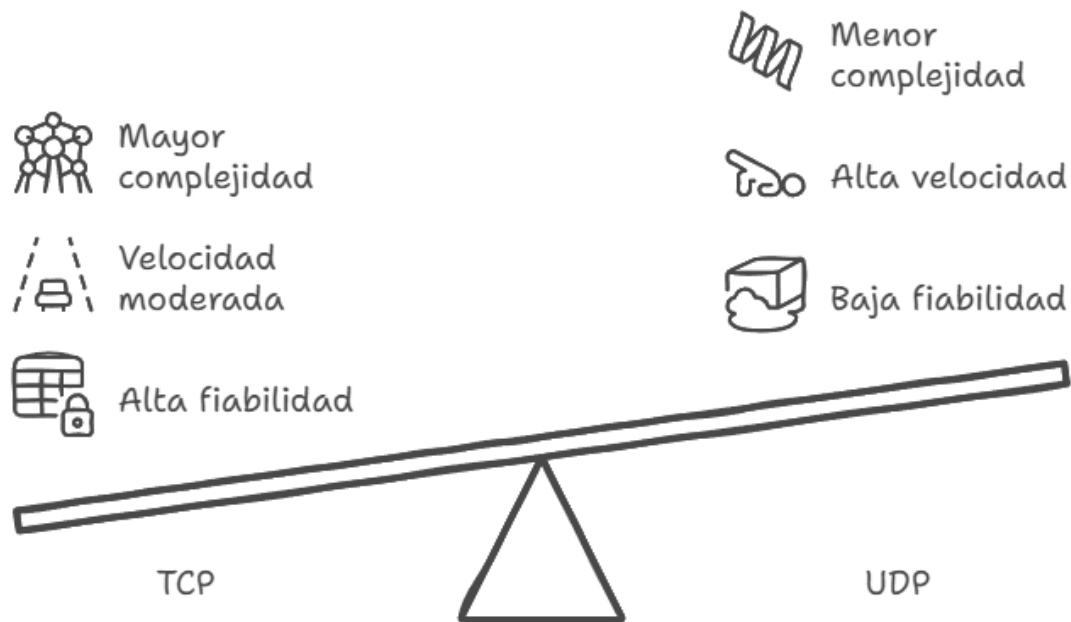 Mayor
complejidad
Velocidad
moderada
Alta fiabilidad
TCP
Menor
complejidad
Alta velocidad
Baja fiabilidad
UDP